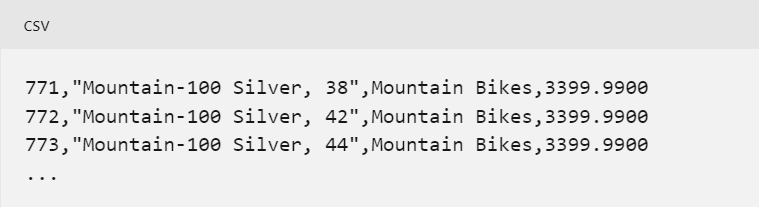 CSV
771,"Mountain-100 Silver, 38",Mountain Bikes,3399.9900
772,"Mountain-100 Silver, 42",Mountain Bikes,3399.9900
773,"Mountain-100 Silver, 44",Mountain Bikes,3399.9900
...